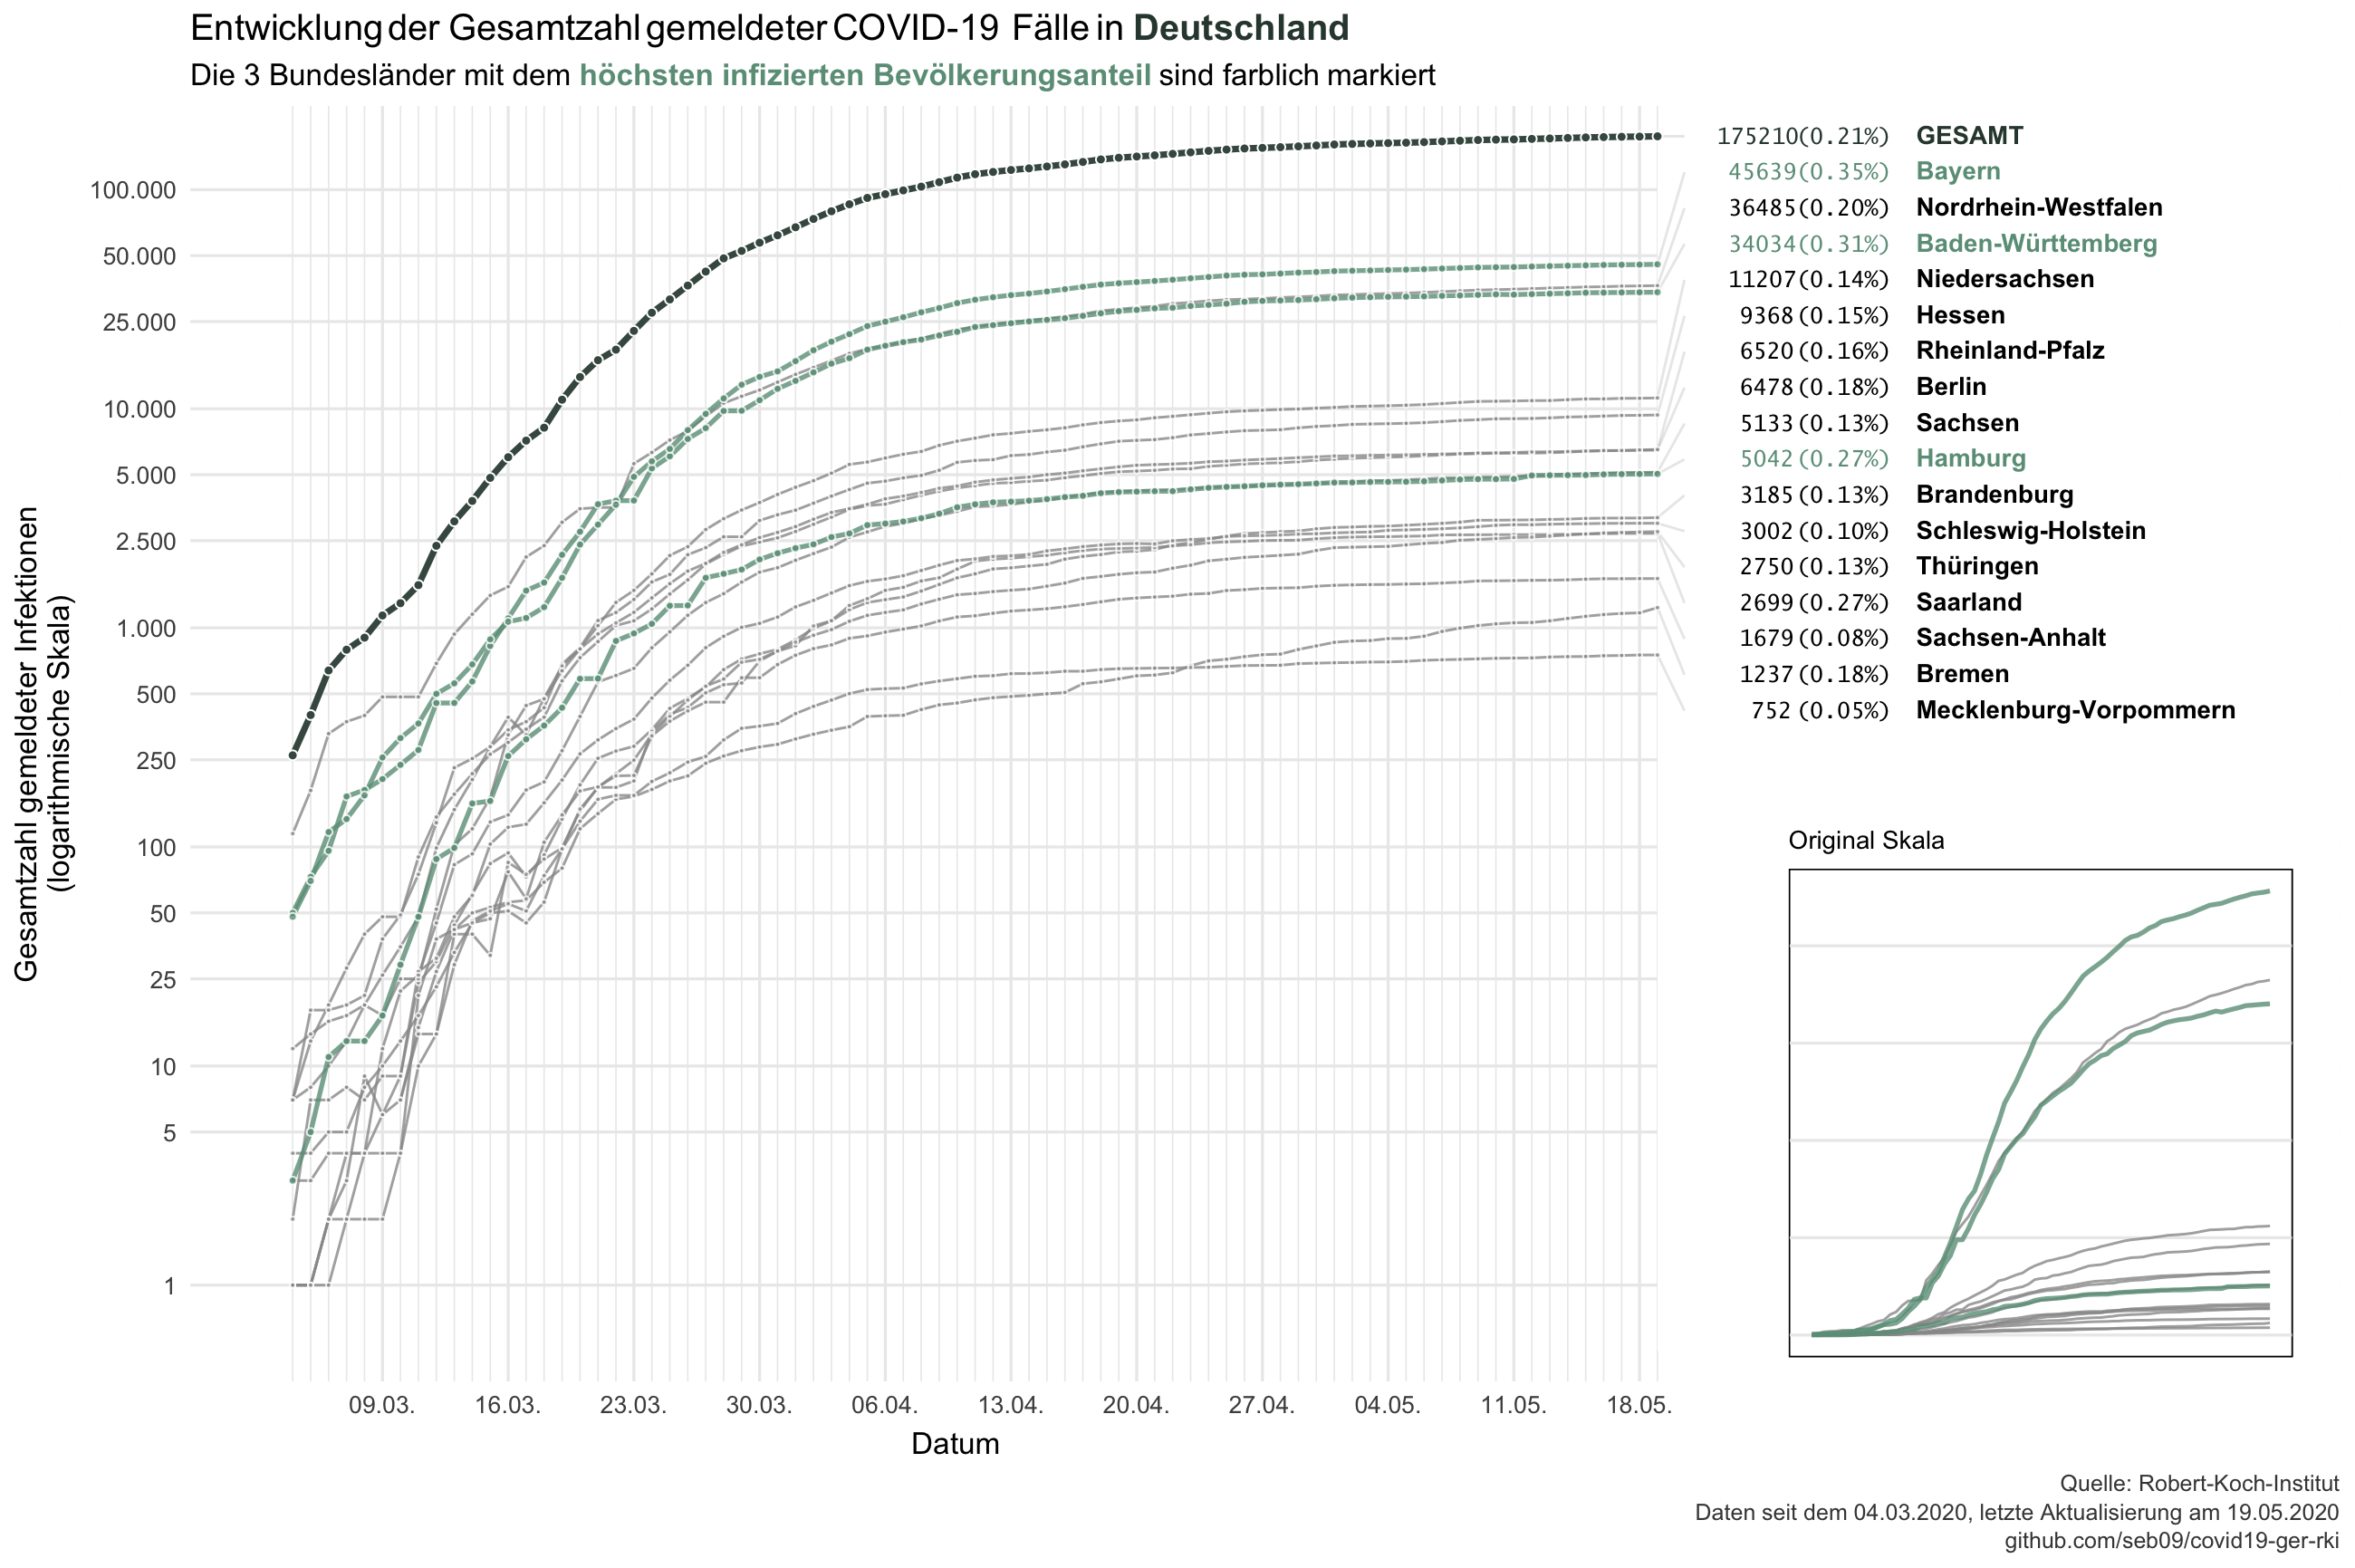 Entwicklung der Gesamtzahl gemeldeter COVID-19 Fälle in Deutschland
Die 3 Bundesländer mit dem höchsten infizierten Bevölkerungsanteil sind farblich markiert
Gesamtzahl gemeldeter Infektionen
(logarithmische Skala)
100.000
50.000
25.000
10.000
5.000
2.500
1.000
500
250
100
50
25
10
5
1
09.03.
16.03.
23.03.
30.03.
06.04.
13.04.
20.04.
27.04.
04.05.
11.05.
18.05.
Datum
175210(0.21%) GESAMT
45639(0.35%) Bayern
36485(0.20%) Nordrhein-Westfalen
34034(0.31%) Baden-Württemberg
11207(0.14%) Niedersachsen
9368(0.15%) Hessen
6520(0.16%) Rheinland-Pfalz
6478(0.18%) Berlin
5133(0.13%) Sachsen
5042(0.27%) Hamburg
3185(0.13%) Brandenburg
3002(0.10%) Schleswig-Holstein
2750(0.13%) Thüringen
2699(0.27%) Saarland
1679(0.08%) Sachsen-Anhalt
1237(0.18%) Bremen
752 (0.05%) Mecklenburg-Vorpommern
Original Skala
Quelle: Robert-Koch-Institut
Daten seit dem 04.03.2020, letzte Aktualisierung am 19.05.2020
github.com/seb09/covid19-ger-rki